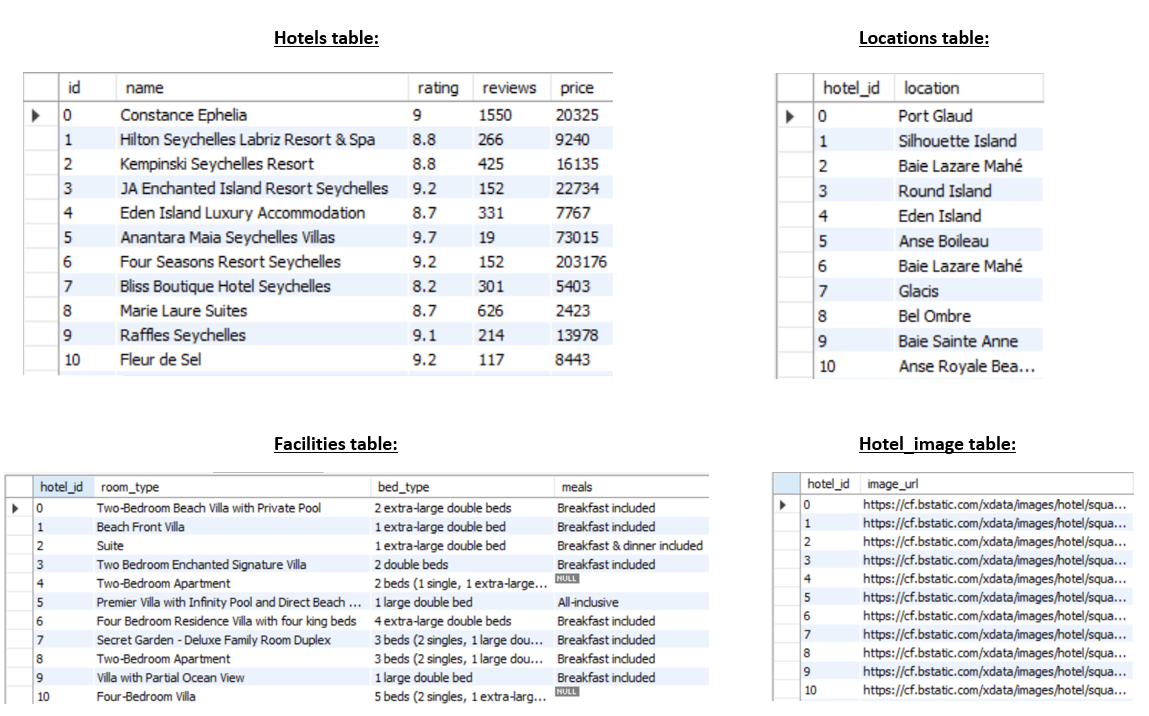 Hotels table:
id name rating reviews price
0 Constance Ephelia 9 1550 20325
1 Hilton Seychelles Labriz Resort & Spa 8.8 266 9240
2 Kempinski Seychelles Resort 8.8 425 16135
3 JA Enchanted Island Resort Seychelles 9.2 152 22734
4 Eden Island Luxury Accommodation 8.7 331 7767
5 Anantara Maia Seychelles Villas 9.7 19 73015
6 Four Seasons Resort Seychelles 9.2 152 203176
7 Bliss Boutique Hotel Seychelles 8.2 301 5403
8 Marie Laure Suites 8.7 626 2423
9 Raffles Seychelles 9.1 214 13978
10 Fleur de Sel 9.2 117 8443
Locations table:
hotel_id location
0 Port Glaud
1 Silhouette Island
2 Baie Lazare Mahé
3 Round Island
4 Eden Island
5 Anse Boileau
6 Baie Lazare Mahé
7 Glacis
8 Bel Ombre
9 Baie Sainte Anne
10 Anse Royale Bea...
Facilities table:
hotel_id room_type bed_type meals
0 Two-Bedroom Beach Villa with Private Pool 2 extra-large double beds Breakfast included
1 Beach Front Villa 1 extra-large double bed Breakfast included
2 Suite 1 extra-large double bed Breakfast & dinner included
3 Two Bedroom Enchanted Signature Villa 2 double beds Breakfast included
4 Two-Bedroom Apartment 2 beds (1 single, 1 extra-large... NULL
5 Premier Villa with Infinity Pool and Direct Beach ... 1 large double bed All-inclusive
6 Four Bedroom Residence Villa with four king beds 4 extra-large double beds Breakfast included
7 Secret Garden - Deluxe Family Room Duplex 3 beds (2 singles, 1 large dou... Breakfast included
8 Two-Bedroom Apartment 3 beds (2 singles, 1 large dou... Breakfast included
9 Villa with Partial Ocean View 1 large double bed Breakfast included
10 Four-Bedroom Villa 5 beds (2 singles, 1 extra-larg... NULL
Hotel_image table:
hotel_id image_url
0 https://cf.bstatic.com/xdata/images/hotel/squa...
1 https://cf.bstatic.com/xdata/images/hotel/squa...
2 https://cf.bstatic.com/xdata/images/hotel/squa...
3 https://cf.bstatic.com/xdata/images/hotel/squa...
4 https://cf.bstatic.com/xdata/images/hotel/squa...
5 https://cf.bstatic.com/xdata/images/hotel/squa...
6 https://cf.bstatic.com/xdata/images/hotel/squa...
7 https://cf.bstatic.com/xdata/images/hotel/squa...
8 https://cf.bstatic.com/xdata/images/hotel/squa...
9 https://cf.bstatic.com/xdata/images/hotel/squa...
10 https://cf.bstatic.com/xdata/images/hotel/squa...